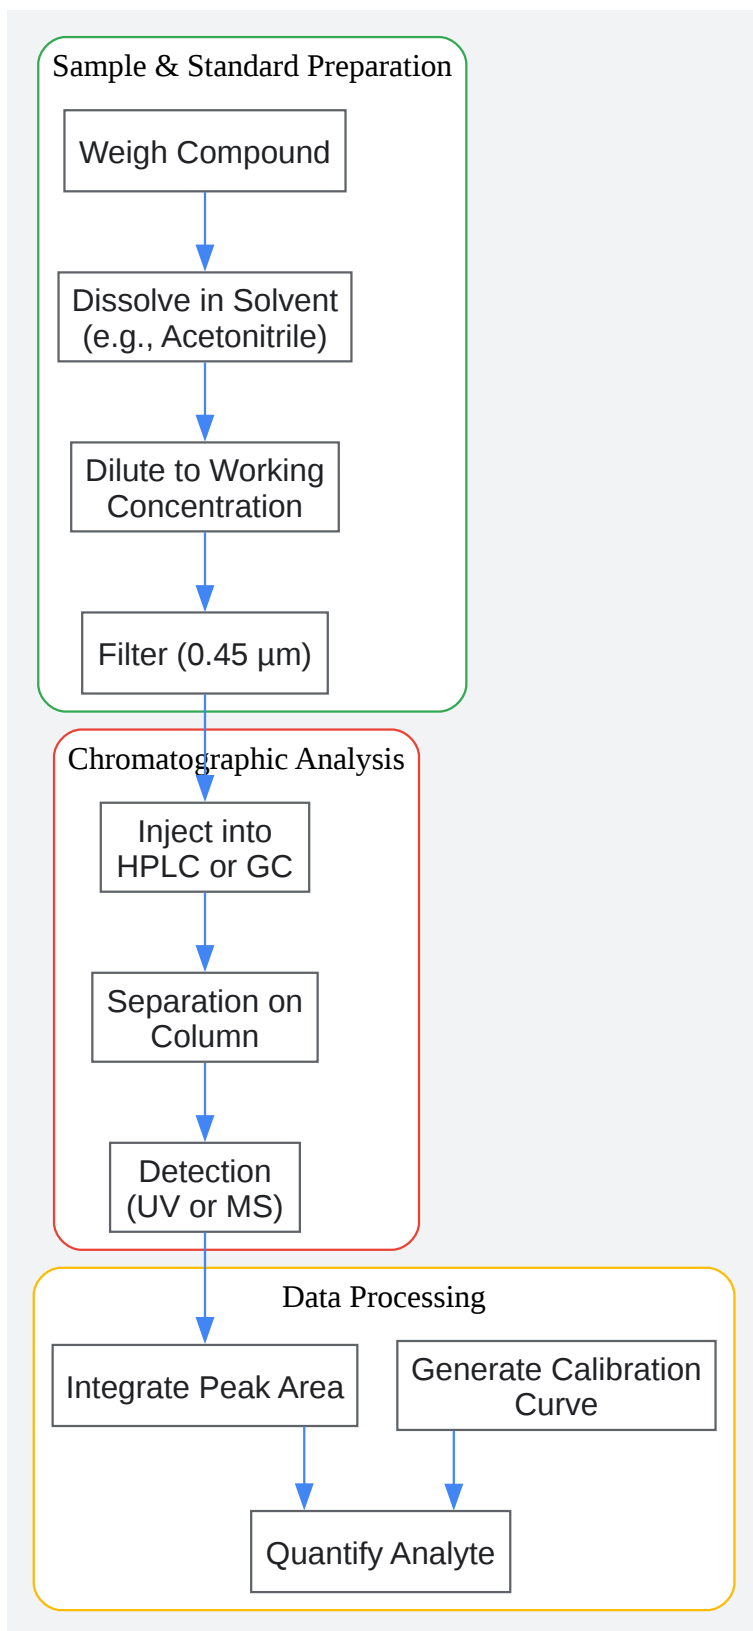 Sample & Standard Preparation
Weigh Compound
Dissolve in Solvent
(e.g., Acetonitrile)
Dilute to Working
Concentration
Filter (0.45 µm)
Chromatographic Analysis
Inject into
HPLC or GC
Separation on
Column
Detection
(UV or MS)
Data Processing
Integrate Peak Area
Generate Calibration
Curve
Quantify Analyte